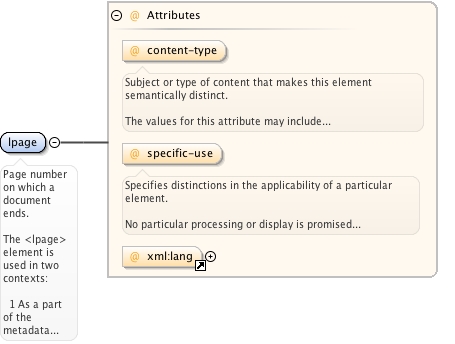 @ Attributes
@ content-type
Subject or type of content that makes this element
semantically distinct.
The values for this attribute may include...
lpage
@ specific-use
Page number
on which a
document
ends.
The <lpage>
element is
used in two
contexts:
1 As a part
of the
metadata...
Specifies distinctions in the applicability of a particular
element.
No particular processing or display is promised...
@ xml:lang